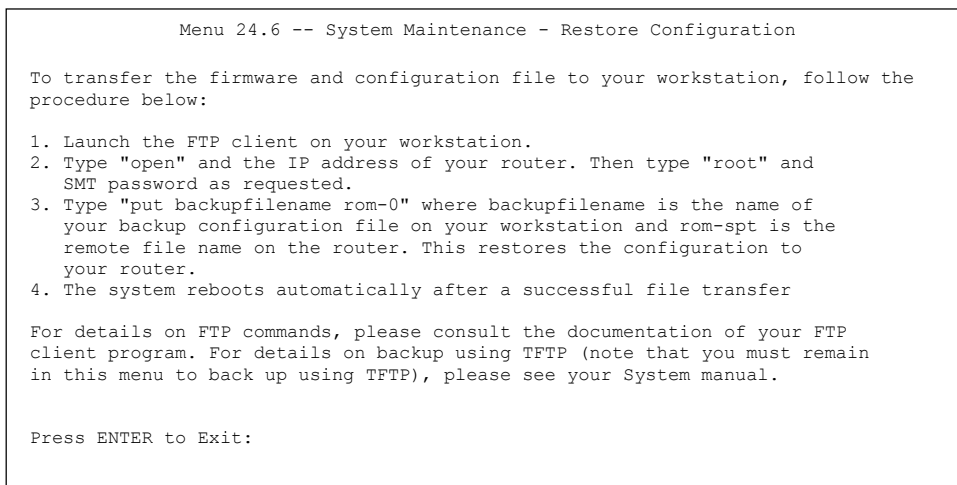 Menu 24.6 -- System Maintenance - Restore Configuration
To transfer the firmware and configuration file to your workstation, follow the
procedure below:
1. Launch the FTP client on your workstation.
2. Type "open" and the IP address of your router. Then type "root" and
SMT password as requested.
3. Type "put backupfilename rom-0" where backupfilename is the name of
your backup configuration file on your workstation and rom-spt is the
remote file name on the router. This restores the configuration to
your router.
4. The system reboots automatically after a successful file transfer
For details on FTP commands, please consult the documentation of your FTP
client program. For details on backup using TFTP (note that you must remain
in this menu to back up using TFTP), please see your System manual.
Press ENTER to Exit: